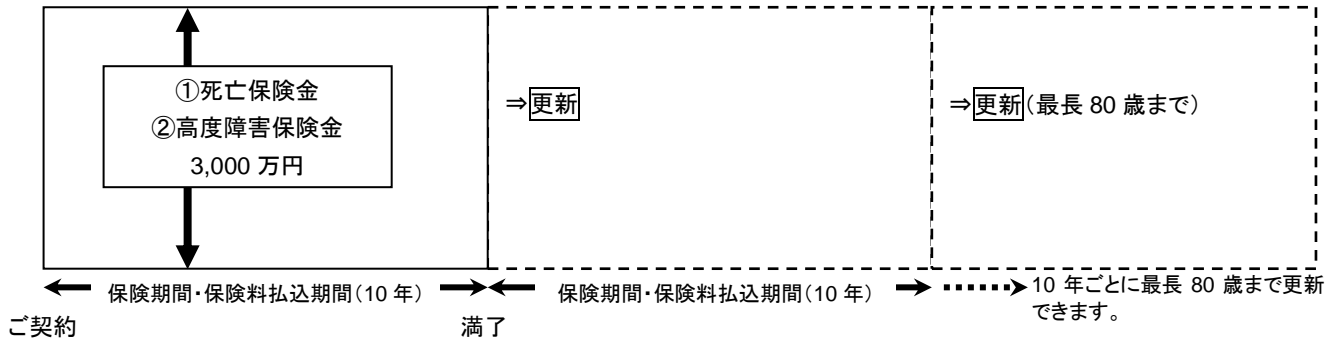 ①死亡保険金
②高度障害保険金
3,000 万円
⇒更新
⇒更新(最長 80 歳まで)
保険期間・保険料払込期間(10 年)
保険期間・保険料払込期間(10 年)
10 年ごとに最長 80 歳まで更新
できます。
ご契約
満了